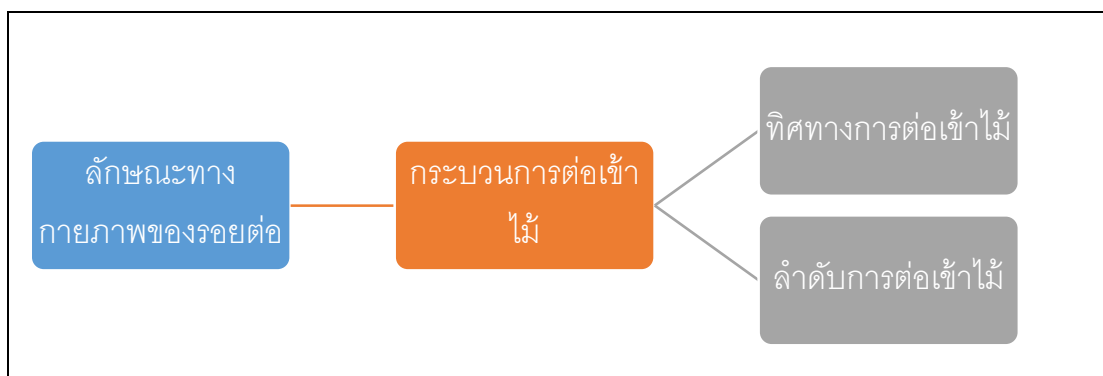 ลักษณะทาง
กายภาพของรอยต่อ
กระบวนการต่อเข้า
ไม้
ทิศทางการต่อเข้าไม้
ลำดับการต่อเข้าไม้